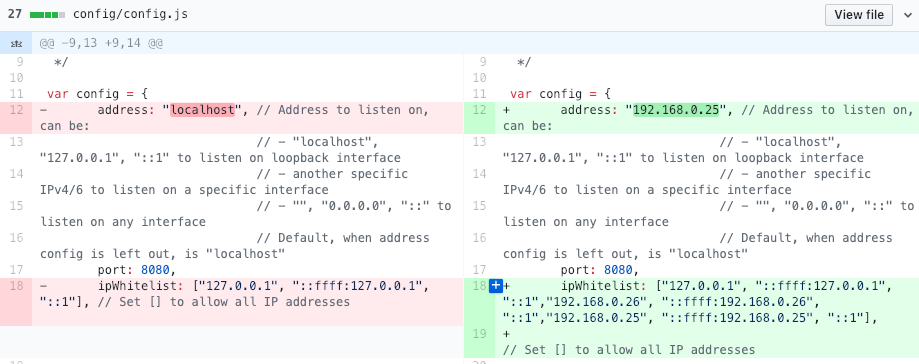 27 config/config.js View file
@@ -9,13 +9,14 @@
9 */
10
11 var config = {
12 - address: "localhost", // Address to listen on,
can be:
13 // - "localhost",
"127.0.0.1", "::1" to listen on loopback interface
14 // - another specific
IPv4/6 to listen on a specific interface
15 // - "", "0.0.0.0", "::" to
listen on any interface
16 // Default, when address
config is left out, is "localhost"
17 port: 8080,
18 - ipWhitelist: ["127.0.0.1", "::ffff:127.0.0.1",
"::1"], // Set [] to allow all IP addresses
9 */
10
11 var config = {
12 + address: "192.168.0.25", // Address to listen on,
can be:
13 // - "localhost",
"127.0.0.1", "::1" to listen on loopback interface
14 // - another specific
IPv4/6 to listen on a specific interface
15 // - "", "0.0.0.0", "::" to
listen on any interface
16 // Default, when address
config is left out, is "localhost"
17 port: 8080,
18 + ipWhitelist: ["127.0.0.1", "::ffff:127.0.0.1",
"::1","192.168.0.26", "::ffff:192.168.0.26",
"::1","192.168.0.25", "::ffff:192.168.0.25", "::1"],
19 +
// Set [] to allow all IP addresses